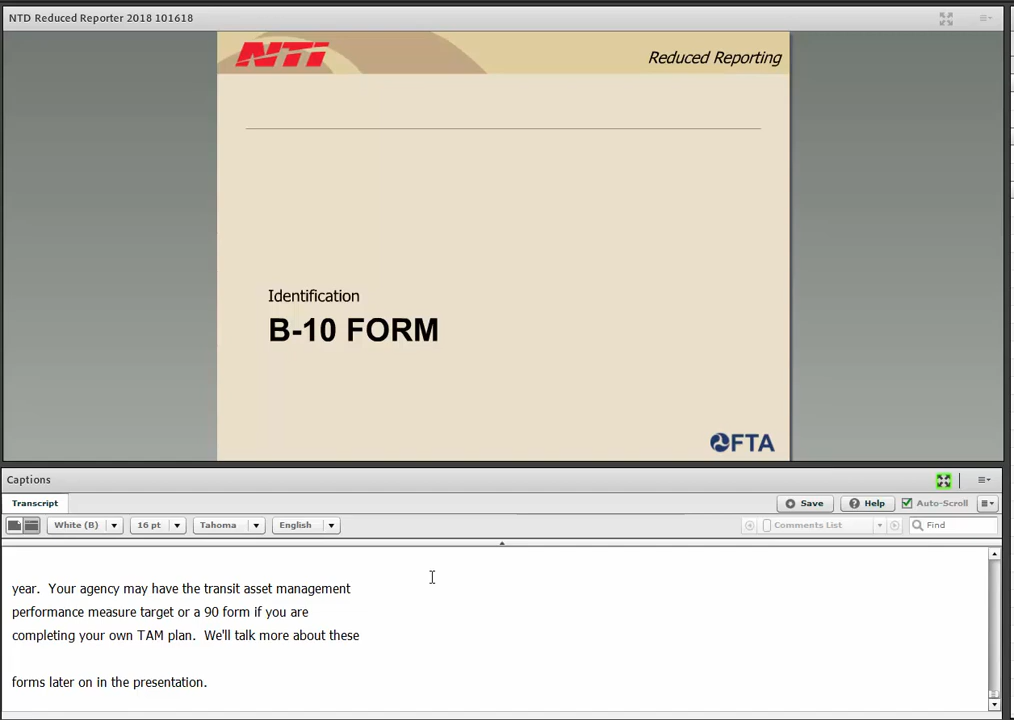 NTD Reduced Reporter 2018 101618
NTI
Reduced Reporting
Identification
B-10 FORM
FTA
Captions
Transcript
Save
Help
Auto-Scroll
White (B)
16 pt
Tahoma
English
Comments List
Find
year. Your agency may have the transit asset management
performance measure target or a 90 form if you are
completing your own TAM plan. We'll talk more about these
forms later on in the presentation.